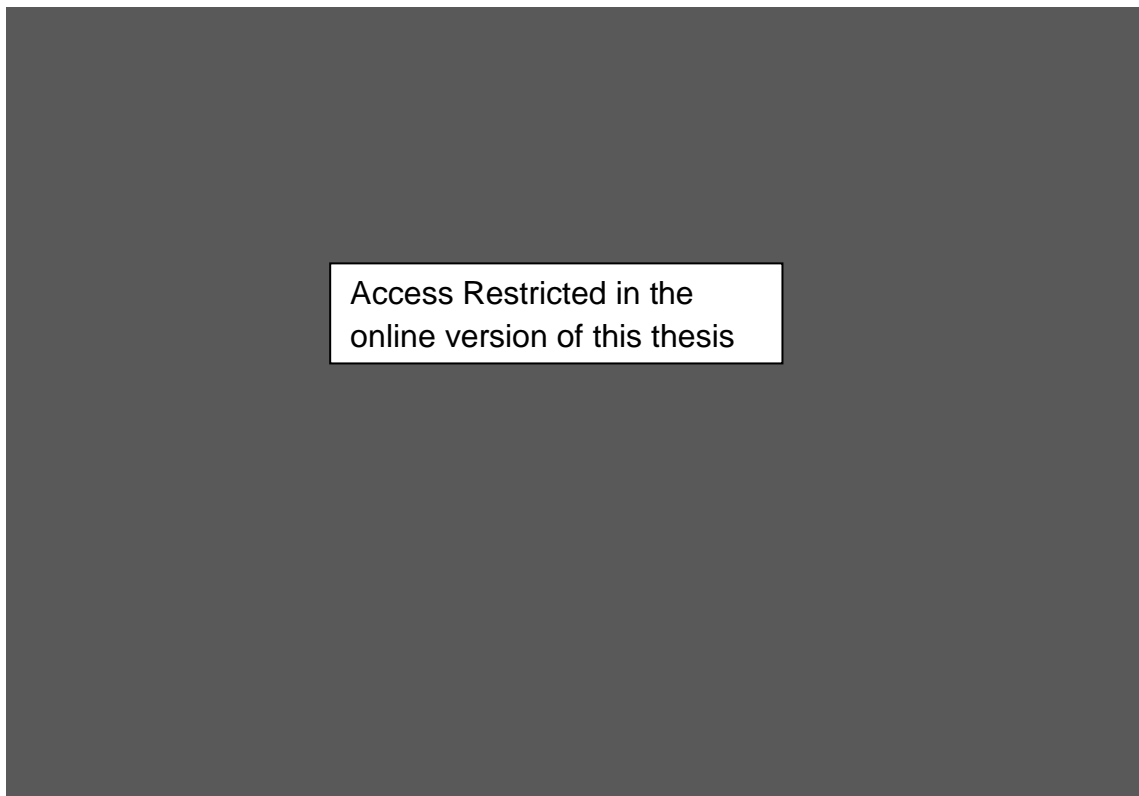 Access Restricted in the
online version of this thesis